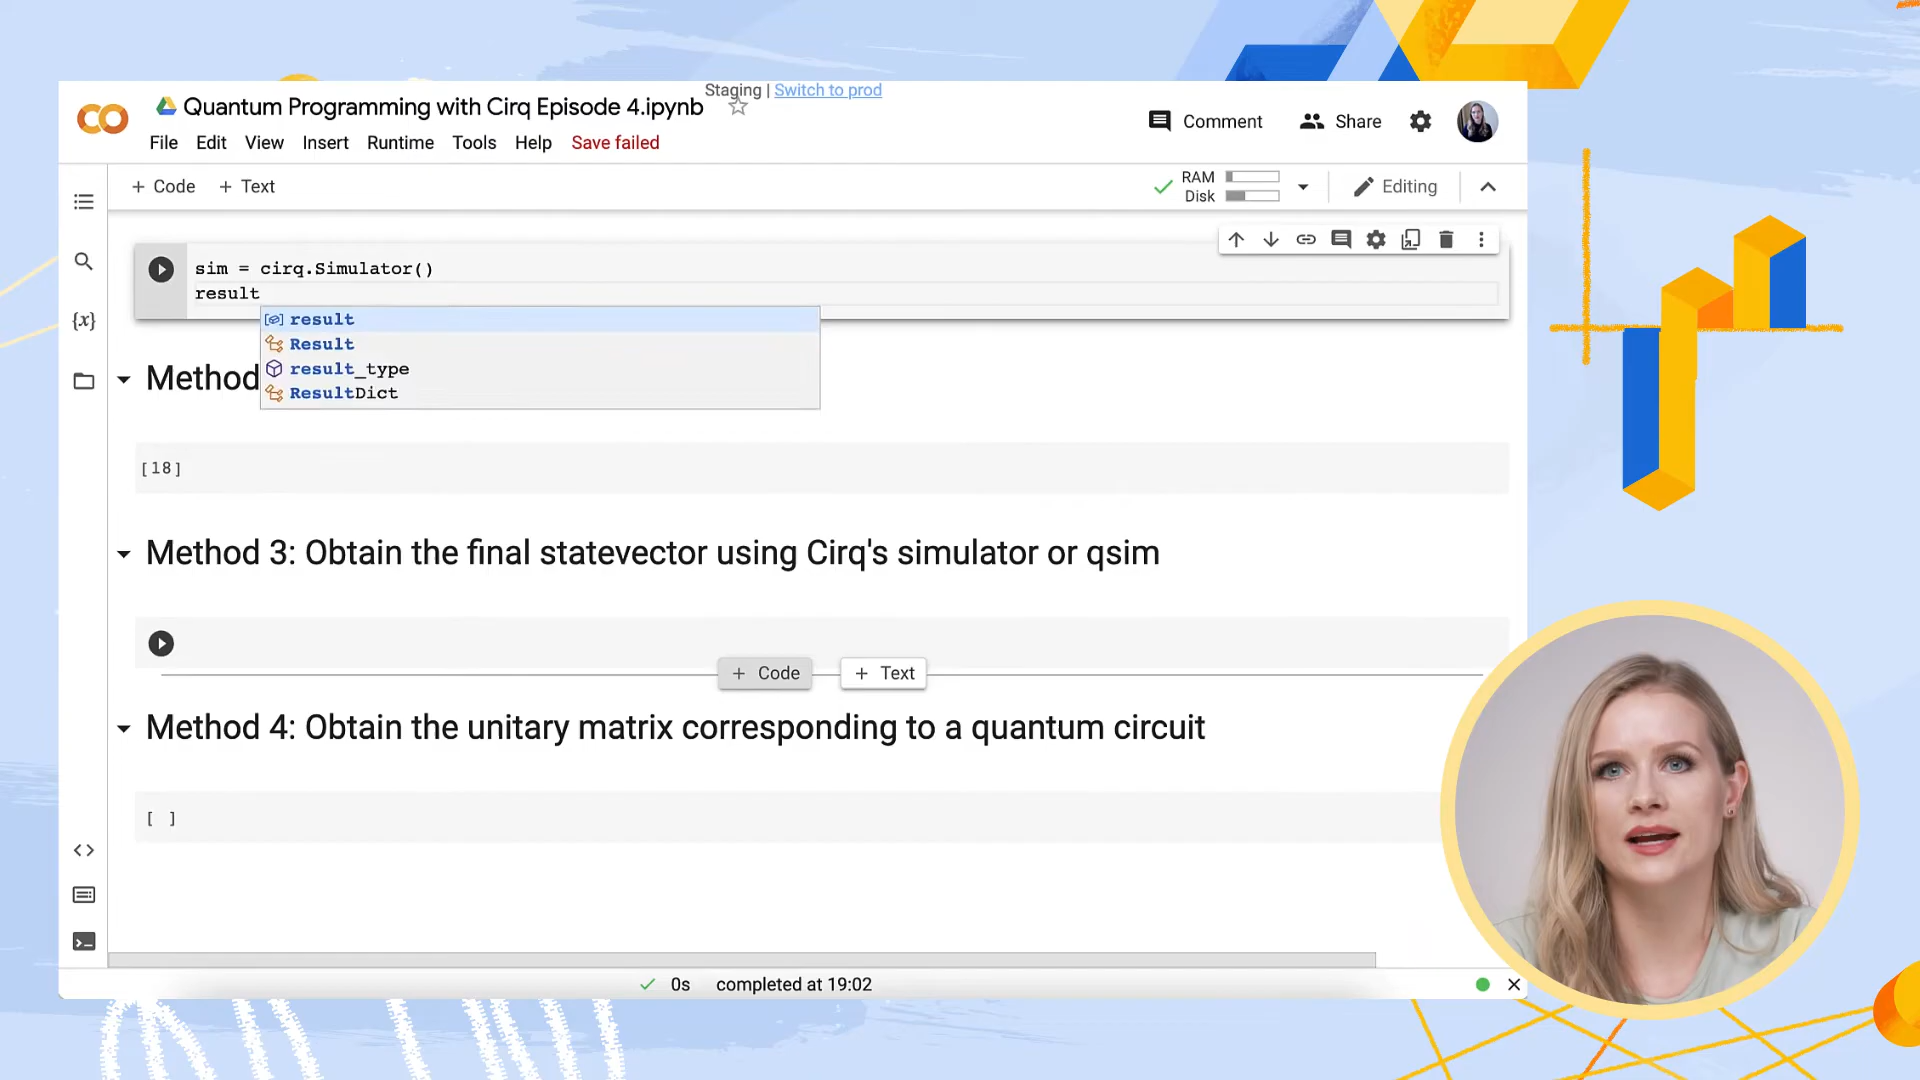 Staging | Switch to prod
Quantum Programming with Cirq Episode 4.ipynb
Comment
Share
File Edit View Insert Runtime Tools Help Save failed
+ Code + Text
RAM
Disk
Editing
sim = cirq.Simulator()
result
result
Result
result_type
ResultDict
Method
[18]
Method 3: Obtain the final statevector using Cirq's simulator or qsim
+ Code
+ Text
Method 4: Obtain the unitary matrix corresponding to a quantum circuit
[ ]
0s completed at 19:02